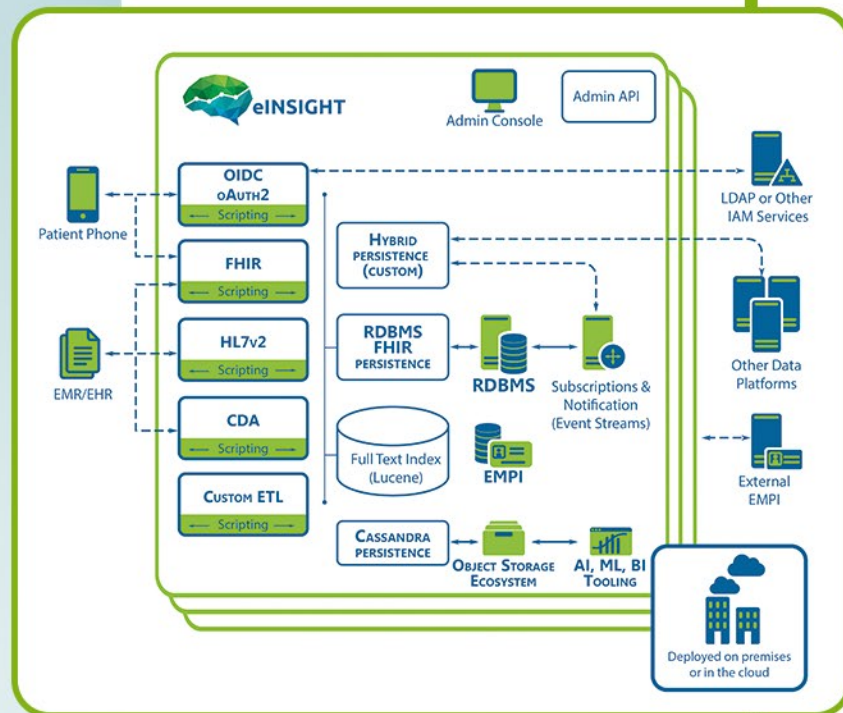 eINSIGHT
Admin Console
Admin API
Patient Phone
OIDC
oAuth2
Scripting
FHIR
Scripting
EMR/EHR
HL7v2
Scripting
CDA
Scripting
Custom ETL
Scripting
Hybrid
persistence
(custom)
RDBMS
FHIR
persistence
RDBMS
Subscriptions &
Notification
(Event Streams)
Full Text Index
(Lucene)
EMPI
Cassandra
persistence
Object Storage
Ecosystem
AI, ML, BI
Tooling
LDAP or Other
IAM Services
Other Data
Platforms
External
EMPI
Deployed on premises
or in the cloud